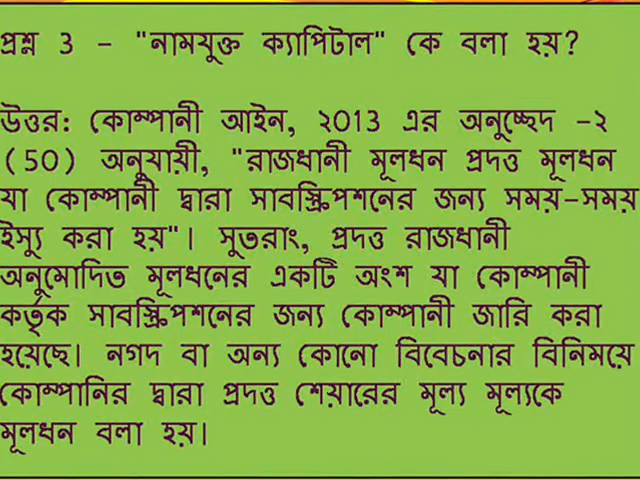 প্রশ্ন 3 - "নামযুক্ত ক্যাপিটাল" কে বলা হয়?
উত্তর: কোম্পানী আইন, ২০13 এর অনুচ্ছেদ -২
(50) অনুযায়ী, "রাজধানী মূলধন প্রদত্ত মূলধন
যা কোম্পানী দ্বারা সাবস্ক্রিপশনের জন্য সময়-সময়
ইস্যু করা হয়"। সুতরাং, প্রদত্ত রাজধানী
অনুমোদিত মূলধনের একটি অংশ যা কোম্পানী
কর্তৃক সাবস্ক্রিপশনের জন্য কোম্পানী জারি করা
হয়েছে। নগদ বা অন্য কোনো বিবেচনার বিনিময়ে
কোম্পানির দ্বারা প্রদত্ত শেয়ারের মূল্য মূল্যকে
মূলধন বলা হয়।